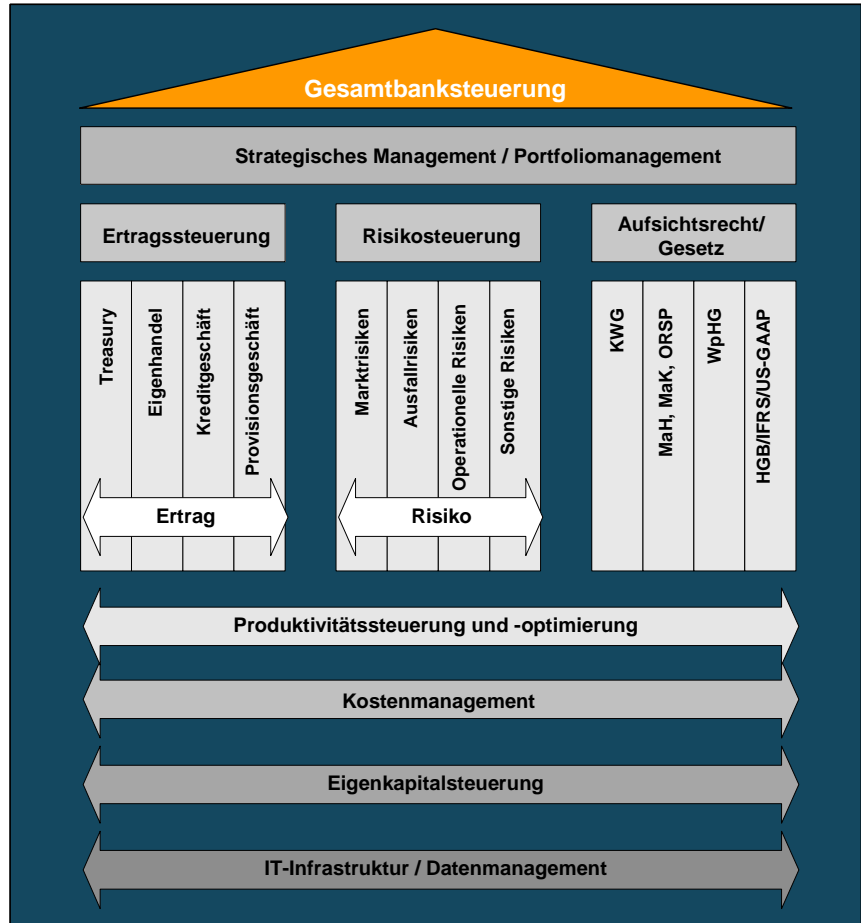 Gesamtbanksteuerung
Strategisches Management / Portfoliomanagement
Ertragssteuerung
Risikosteuerung
Aufsichtsrecht/
Gesetz
Treasury
Eigenhandel
Kreditgeschäft
Provisionsgeschäft
Marktrisiken
Ausfallrisiken
Operationelle Risiken
Sonstige Risiken
KWG
MaH, MaK, ORSP
WpHG
HGB/IFRS/US-GAAP
Ertrag
Risiko
Produktivitätssteuerung und -optimierung
Kostenmanagement
Eigenkapitalsteuerung
IT-Infrastruktur / Datenmanagement